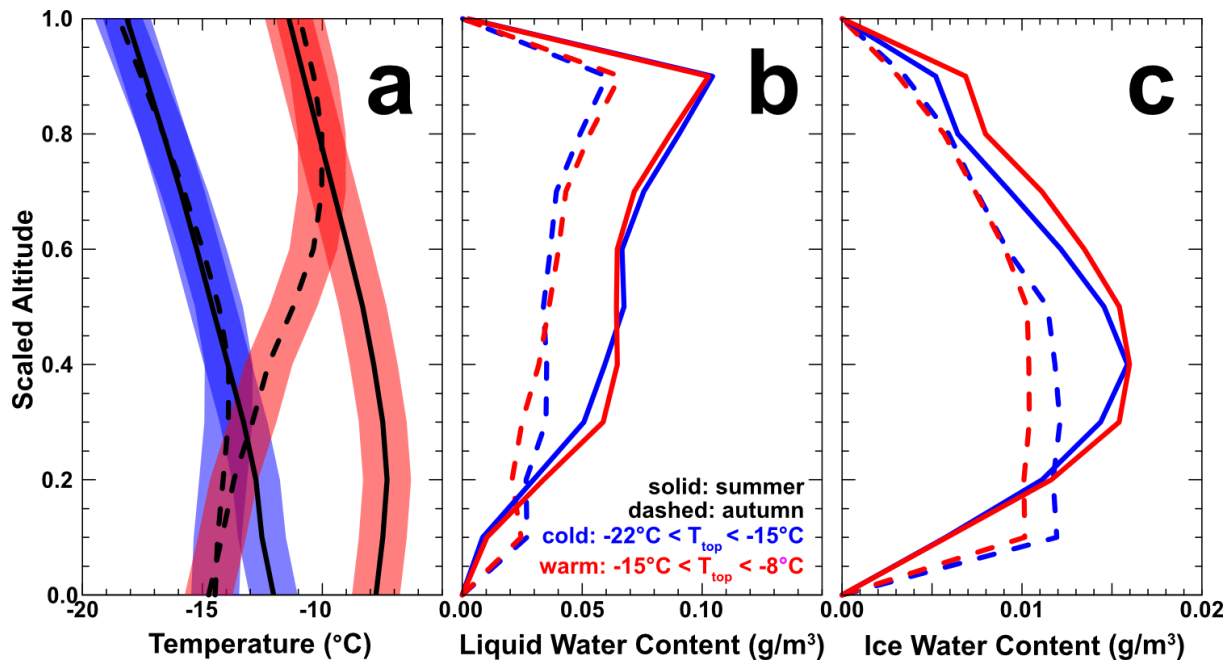 a
b
c
1.0
0.8
0.6
0.4
0.2
0.0
Scaled Altitude
solid: summer
dashed: autumn
cold: -22°C < Ttop < -15°C
warm: -15°C < Ttop < -8°C
-20
-15
-10
0.00
0.05
0.10
0.00
0.01
0.02
Temperature (°C)
Liquid Water Content (g/m³)
Ice Water Content (g/m³)